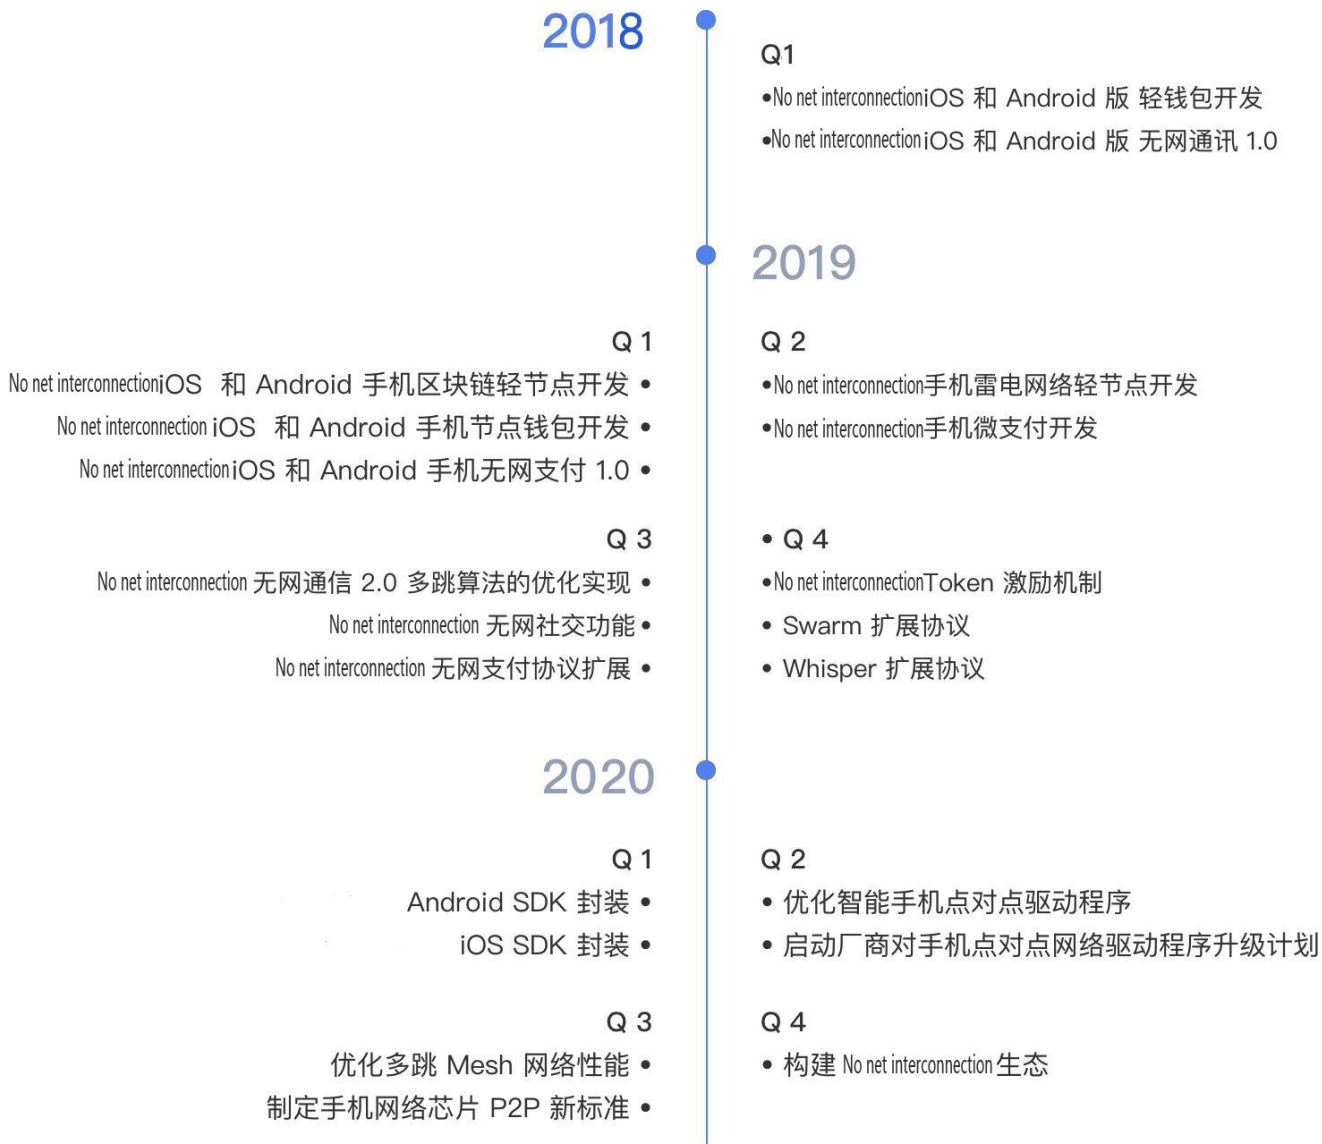 2018
Q1
•No net interconnectioniOS 和 Android 版 轻钱包开发
•No net interconnectioniOS 和 Android 版 无网通讯 1.0
2019
Q 1
No net interconnectioniOS 和 Android 手机区块链轻节点开发 •
No net interconnection iOS 和 Android 手机节点钱包开发 •
No net interconnection iOS 和 Android 手机无网支付 1.0 •
Q 2
•No net interconnection手机雷电网络轻节点开发
•No net interconnection手机微支付开发
Q 3
No net interconnection 无网通信 2.0 多跳算法的优化实现 •
No net interconnection 无网社交功能 •
No net interconnection 无网支付协议扩展 •
• Q 4
•No net interconnectionToken 激励机制
• Swarm 扩展协议
• Whisper 扩展协议
2020
Q 1
Android SDK 封装 •
iOS SDK 封装 •
Q 2
• 优化智能手机点对点驱动程序
• 启动厂商对手机点对点网络驱动程序升级计划
Q 3
优化多跳 Mesh 网络性能 •
制定手机网络芯片 P2P 新标准 •
Q 4
• 构建 No net interconnection 生态